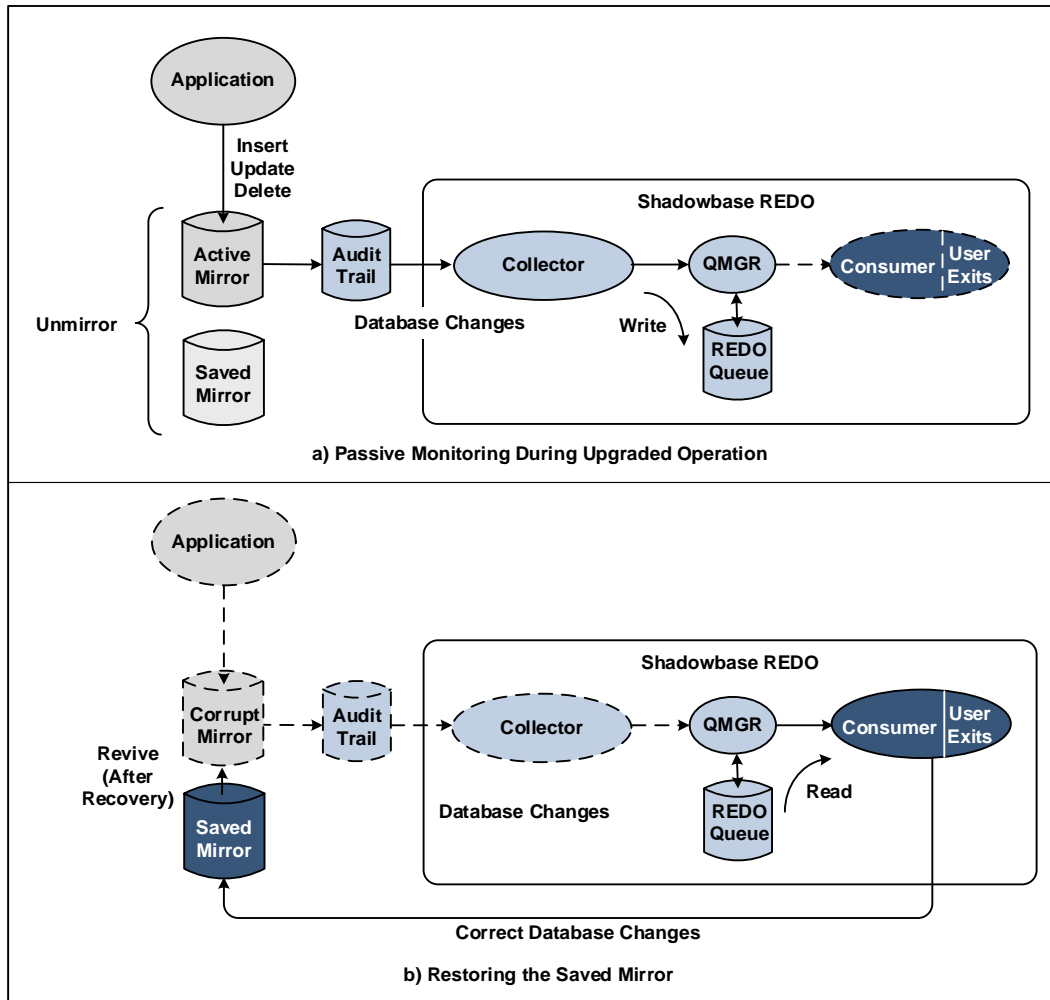 Application
Insert
Update
Delete
Shadowbase REDO
Active
Mirror
Audit
Trail
Collector
QMGR
Consumer
User
Exits
Unmirror
Database Changes
Write
REDO
Queue
Saved
Mirror
a) Passive Monitoring During Upgraded Operation
Application
Shadowbase REDO
Corrupt
Mirror
Audit
Trail
Collector
QMGR
Consumer
User
Exits
Revive
(After
Recovery)
Database Changes
Read
REDO
Queue
Saved
Mirror
Correct Database Changes
b) Restoring the Saved Mirror